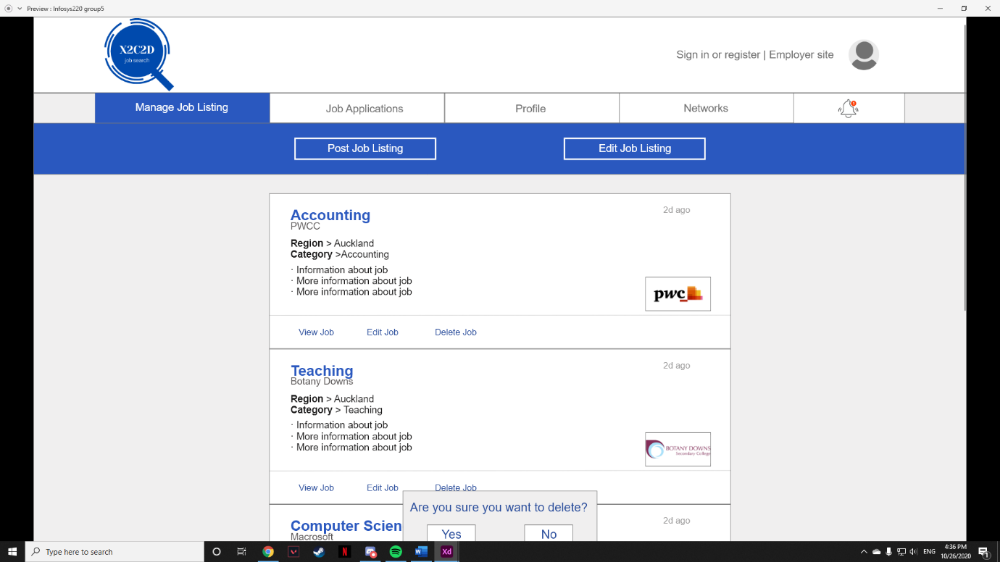 Preview : Infosys220 group5
X2C2D
job search
Sign in or register | Employer site
Manage Job Listing
Job Applications
Profile
Networks
1
Post Job Listing
Edit Job Listing
Accounting
2d ago
PWCC
Region > Auckland
Category >Accounting
· Information about job
· More information about job
· More information about job
pwc
View Job Edit Job Delete Job
Teaching
2d ago
Botany Downs
Region > Auckland
Category > Teaching
· Information about job
· More information about job
· More information about job
BOTANY DOWNS
Secondary College
View Job Edit Job Delete Job
Are you sure you want to delete?
Yes No
Computer Scien
2d ago
Macrosoft
Type here to search
N
W
Xd
ENG
4:36 PM
10/26/2020
1